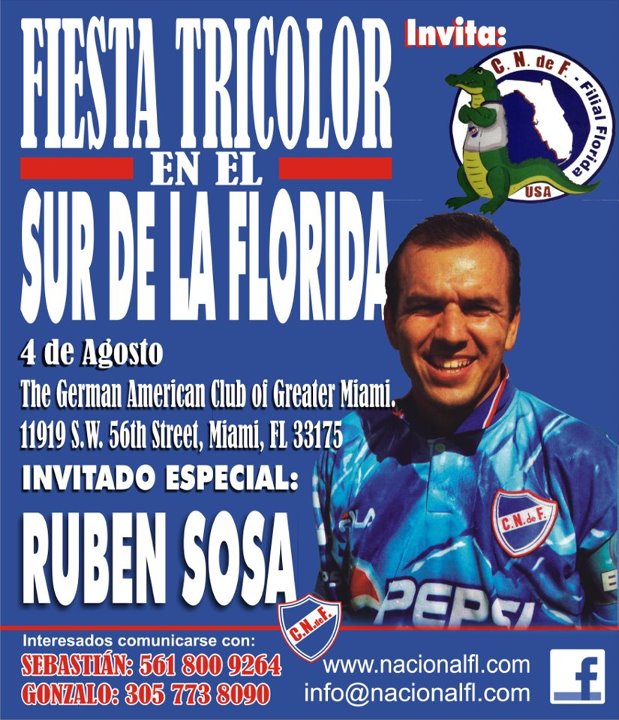 FIESTA TRICOLOR
EN EL
SUR DE LA FLORIDA
Invita:
C. N. de F. - Filial Florida
USA
4 de Agosto
The German American Club of Greater Miami.
11919 S.W. 56th Street, Miami, FL 33175
INVITADO ESPECIAL:
RUBEN SOSA
C.N.de F.
PEPSI
C.N.de F.
Interesados comunicarse con:
SEBASTIÁN: 561 800 9264
GONZALO: 305 773 8090
www.nacionalfl.com
info@nacionalfl.com
f